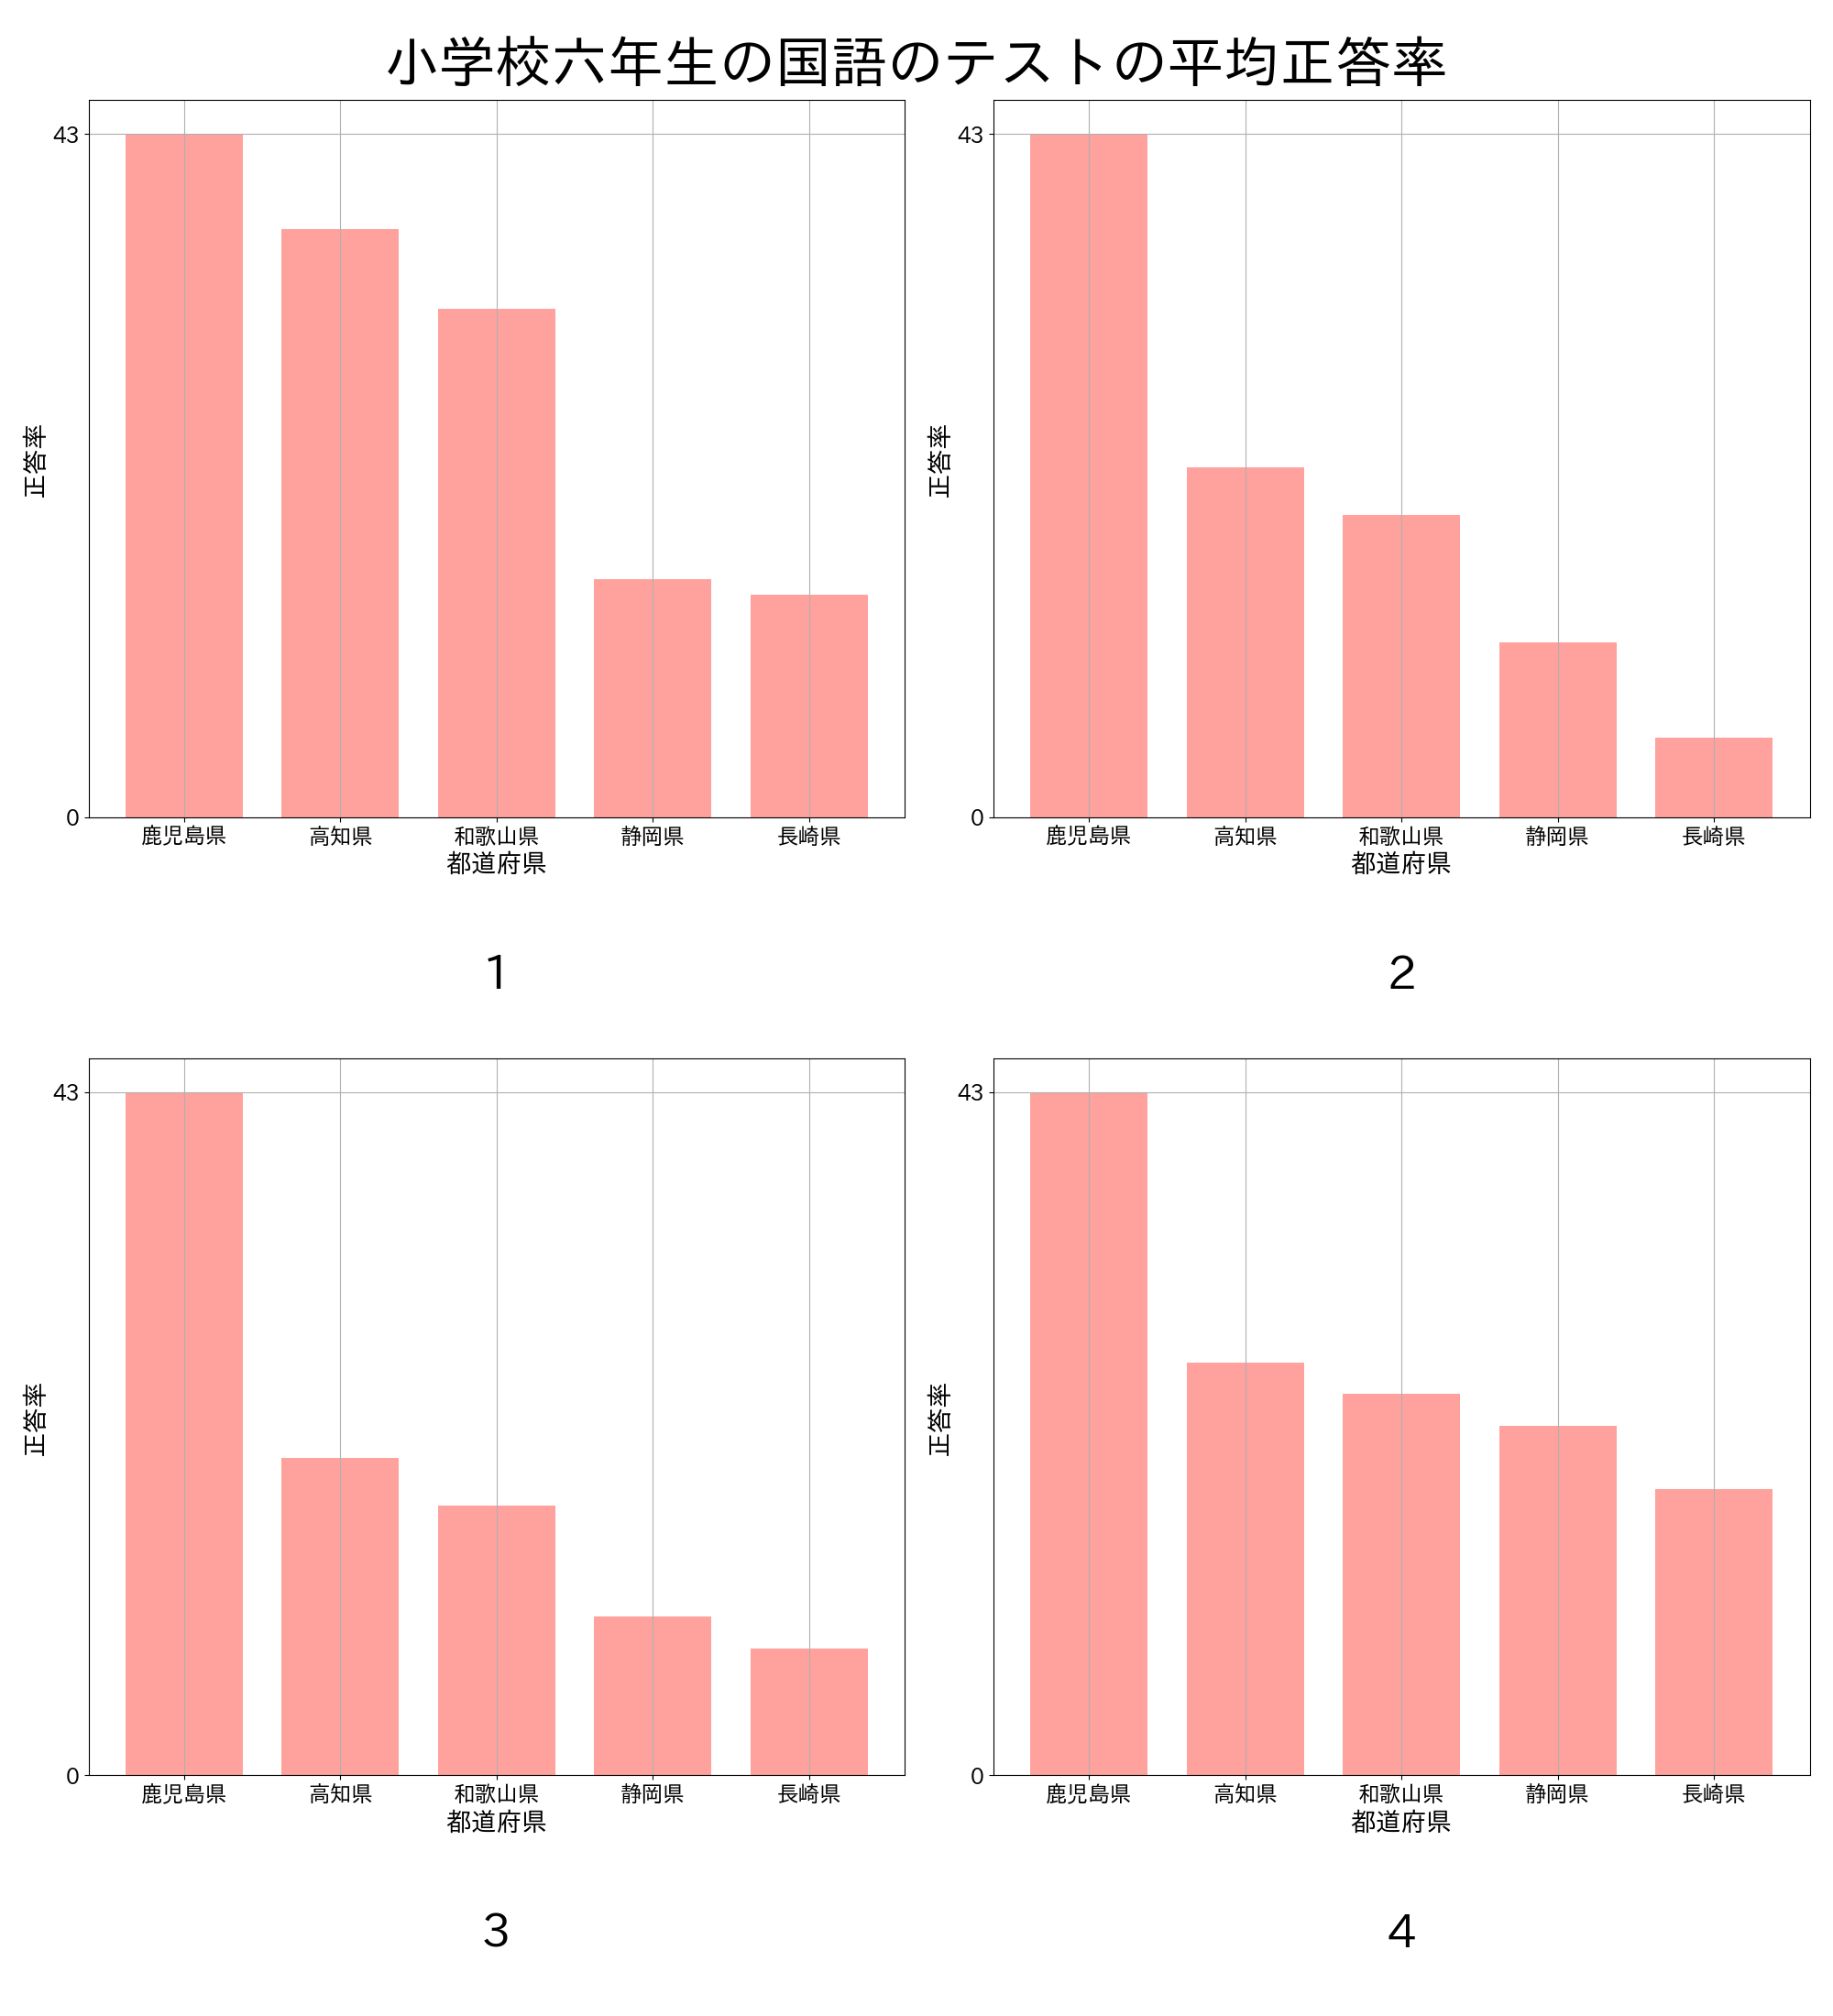 小学校六年生の国語のテストの平均正答率
43
0
正答率
鹿児島県 高知県 和歌山県 静岡県 長崎県
都道府県
1
43
0
正答率
鹿児島県 高知県 和歌山県 静岡県 長崎県
都道府県
2
43
0
正答率
鹿児島県 高知県 和歌山県 静岡県 長崎県
都道府県
3
43
0
正答率
鹿児島県 高知県 和歌山県 静岡県 長崎県
都道府県
4